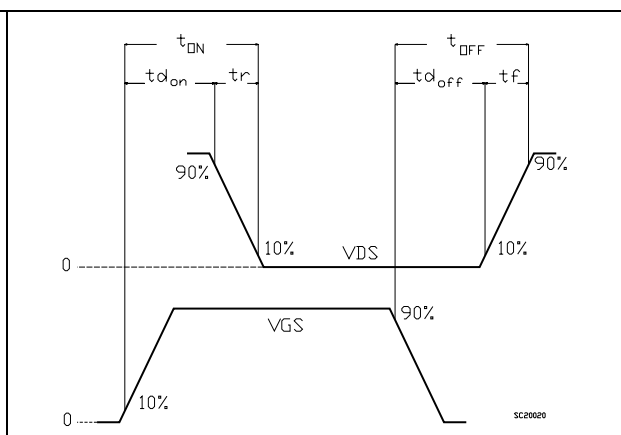 tON tOFF
tdon tr tdoff tf
90% 90%
10% VDS 10%
0
90%
VGS
10%
0
SC20020